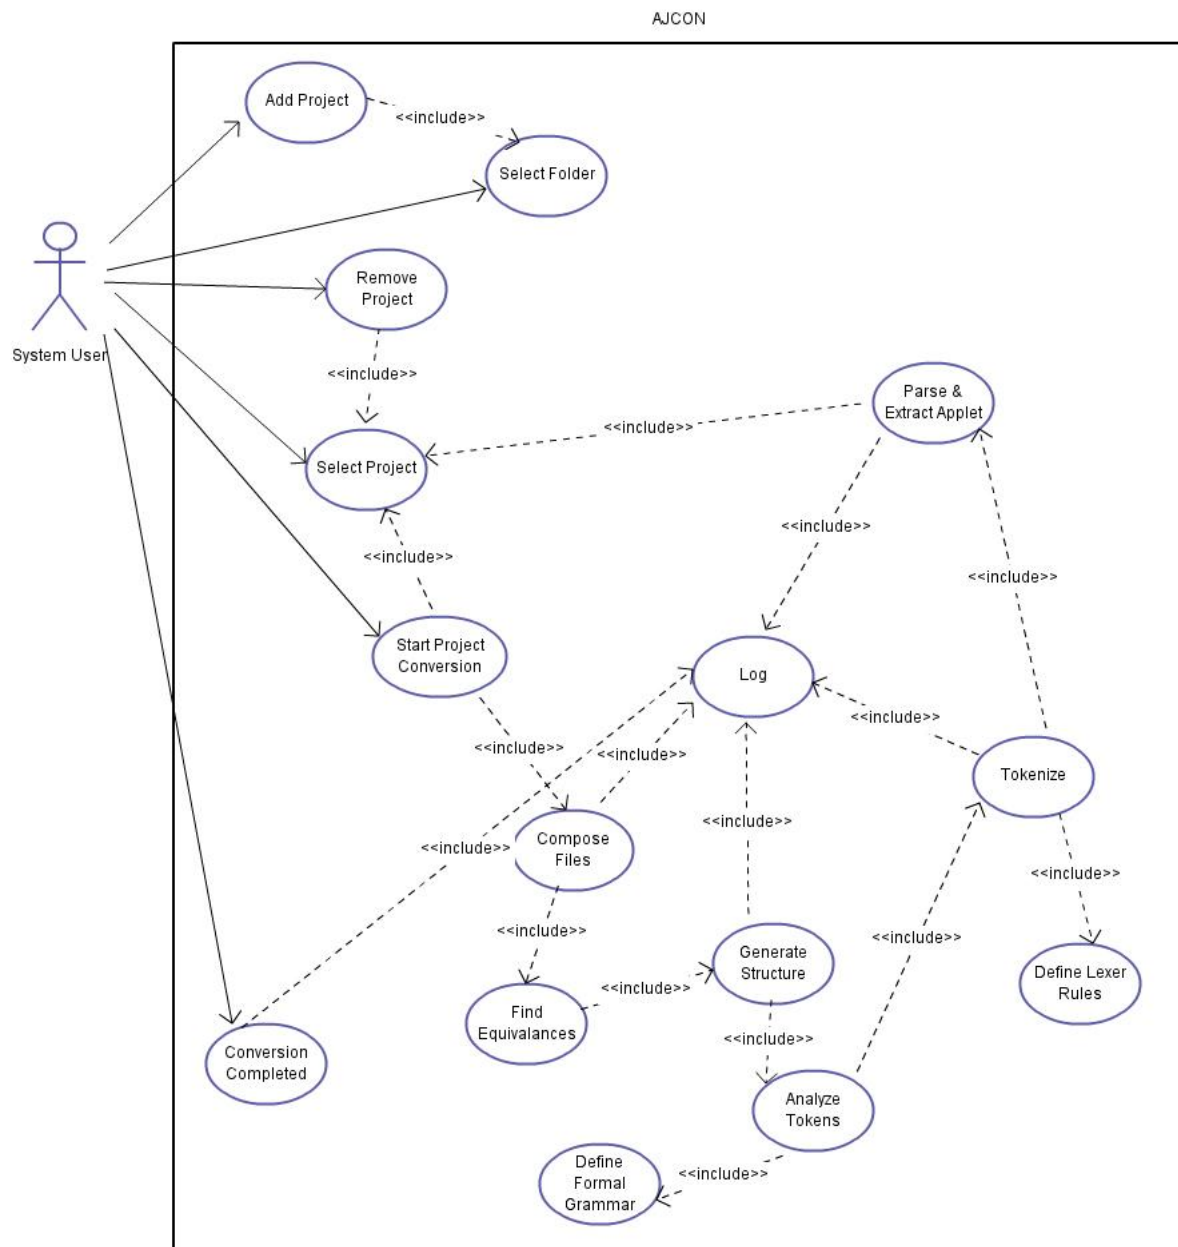 AJCON
Add Project
<<include>>
Select Folder
Remove
Project
System User
<<include>>
Parse &
Extract Applet
<<include>>
Select Project
<<include>>
<<include>>
<<include>>
Start Project
Conversion
Log
<<include>>
<<include>>
<<include>>
Tokenize
<<include>>
<<include>>
Compose
Files
<<include>>
<<include>>
<<include>>
Generate
Structure
Define Lexer
Rules
<<include>>
Find
Equivalances
<<include>>
Conversion
Completed
Analyze
Tokens
Define
Formal
Grammar
<<include>>